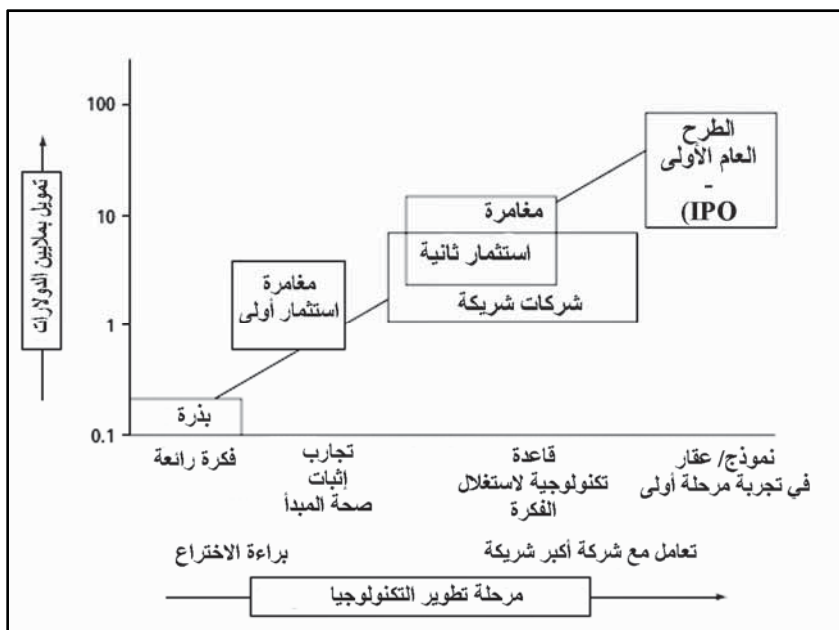 تمويل بملايين الدولارات
100
10
1
0.1
الطرح
العام الأولى
-
(IPO
مغامرة
استثمار ثانية
شركات شريكة
مغامرة
استثمار أولى
بذرة
فكرة رائعة
تجارب
إثبات
صحة المبدأ
قاعدة
تكنولوجية لاستغلال
الفكرة
نموذج/ عقار
في تجربة مرحلة أولى
براءة الاختراع
تعامل مع شركة أكبر شريكة
مرحلة تطوير التكنولوجيا